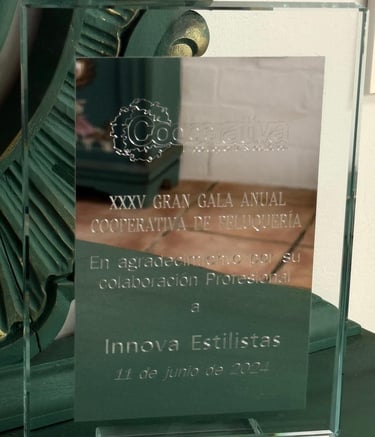 Cooperativa
XXXV GRAN GALA ANUAL
COOPERATIVA DE PELUQUERÍA
En agradecimiento por su
colaboración Profesional
a
Innova Estilistas
11 de junio de 2024